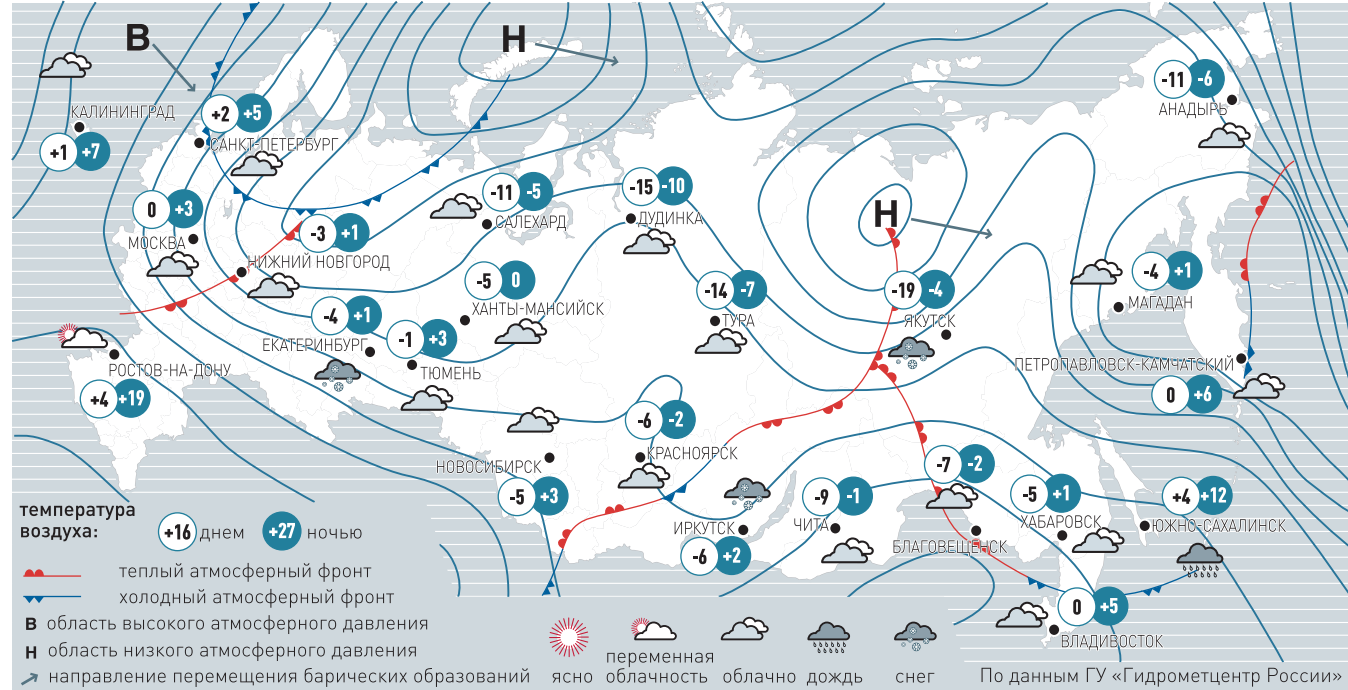 В
Н
-11 -6
АНАДЫРЬ
КАЛИНИНГРАД
+1 +7
+2 +5
САНКТ-ПЕТЕРБУРГ
0 +3
МОСКВА
-3 +1
НИЖНИЙ НОВГОРОД
-11 -5
САЛЕХАРД
-15 -10
ДУДИНКА
Н
-4 +1
МАГАДАН
-5 0
ХАНТЫ-МАНСИЙСК
-14 -7
ТУРА
-19 -4
ЯКУТСК
-4 +1
ЕКАТЕРИНБУРГ
-1 +3
ТЮМЕНЬ
РОСТОВ-НА-ДОНУ
+4 +19
ПЕТРОПАВЛОВСК-КАМЧАТСКИЙ
0 +6
-6 -2
КРАСНОЯРСК
НОВОСИБИРСК
-5 +3
ИРКУТСК
-6 +2
-9 -1
ЧИТА
-7 -2
БЛАГОВЕЩЕНСК
-5 +1
ХАБАРОВСК
+4 +12
ЮЖНО-САХАЛИНСК
0 +5
ВЛАДИВОСТОК
температура
воздуха:
+16 днем +27 ночью
теплый атмосферный фронт
холодный атмосферный фронт
В область высокого атмосферного давления
Н область низкого атмосферного давления
направление перемещения барических образований
ясно
переменная
облачность
облачно
дождь
снег
По данным ГУ «Гидрометцентр России»